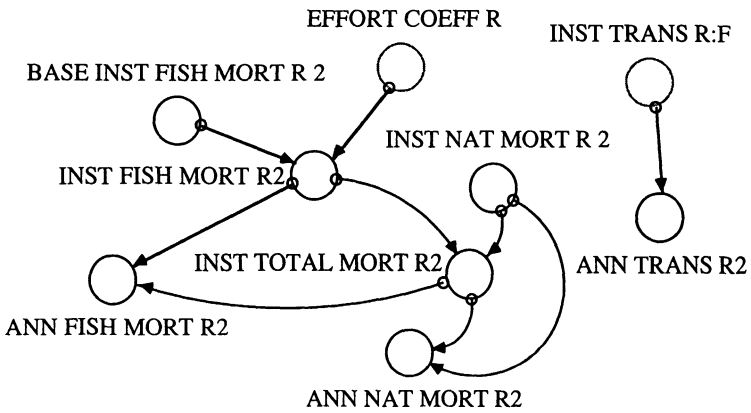 EFFORT COEFF R
INST TRANS R:F
BASE INST FISH MORT R 2
INST NAT MORT R 2
INST FISH MORT R2
INST TOTAL MORT R2
ANN TRANS R2
ANN FISH MORT R2
ANN NAT MORT R2